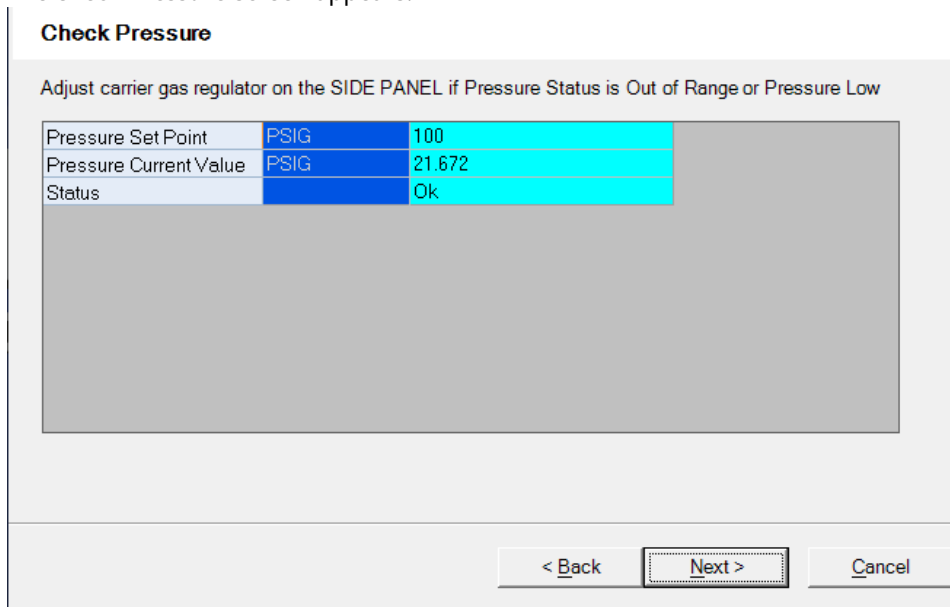 Check Pressure
Adjust carrier gas regulator on the SIDE PANEL if Pressure Status is Out of Range or Pressure Low
Pressure Set Point PSIG 100
Pressure Current Value PSIG 21.672
Status Ok
< Back Next > Cancel